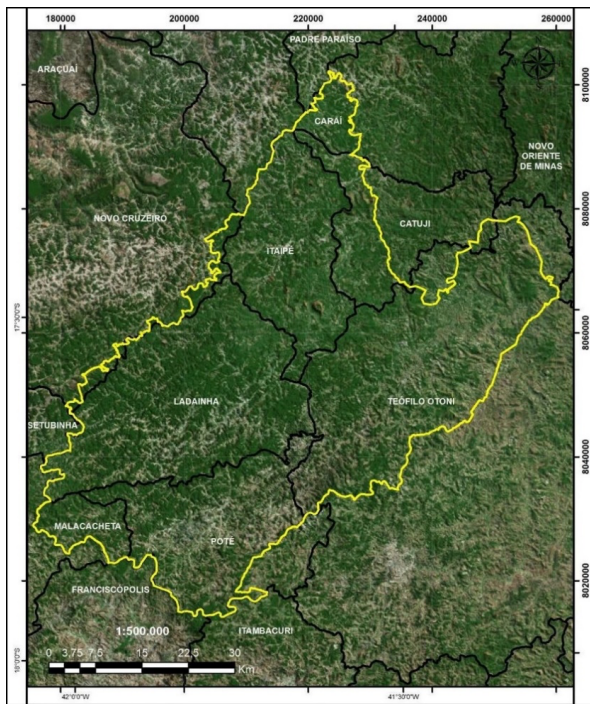 180000 200000 220000 240000 260000
PADRE PARAÍSO
ARAÇUAÍ
8100000
CARAÍ
NOVO
ORIENTE
DE MINAS
8080000
NOVO CRUZEIRO
CATUJI
ITAIPÉ
17°30'0"S
8060000
LADAINHA
TEÓFILO OTONI
SETUBINHA
8040000
MALACACHETA
POTÉ
8020000
FRANCISCÓPOLIS
1:500.000
ITAMBACURI
0 3,75 7,5 15 22,5 30
Km
18°0'0"S
42°0'0"W 41°30'0"W